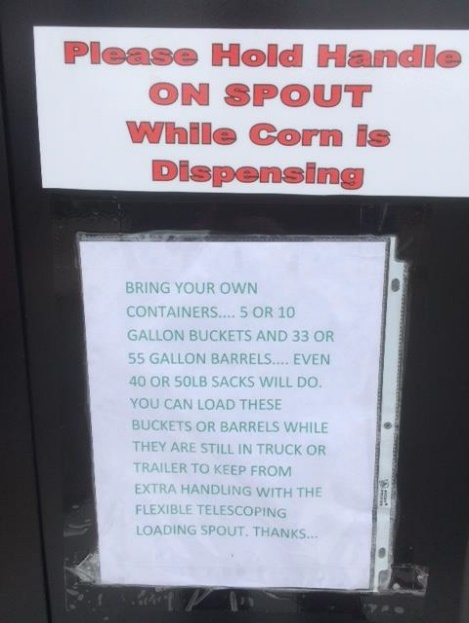 Please Hold Handle
ON SPOUT
While Corn is
Dispensing
BRING YOUR OWN
CONTAINERS.... 5 OR 10
GALLON BUCKETS AND 33 OR
55 GALLON BARRELS.... EVEN
40 OR 50LB SACKS WILL DO.
YOU CAN LOAD THESE
BUCKETS OR BARRELS WHILE
THEY ARE STILL IN TRUCK OR
TRAILER TO KEEP FROM
EXTRA HANDLING WITH THE
FLEXIBLE TELESCOPING
LOADING SPOUT. THANKS...